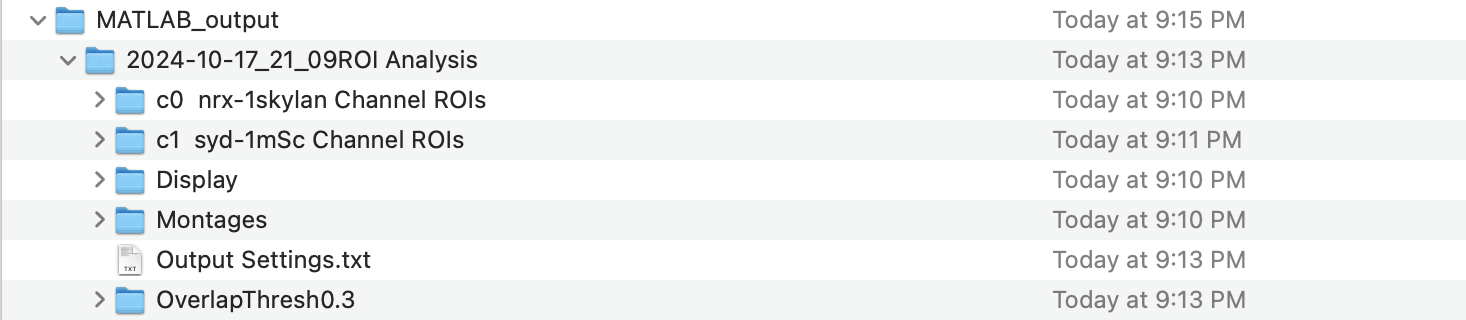 MATLAB_output Today at 9:15 PM
2024-10-17_21_09ROI Analysis Today at 9:13 PM
c0  nrx-1skylan Channel ROIs Today at 9:10 PM
c1  syd-1mSc Channel ROIs Today at 9:11 PM
Display Today at 9:10 PM
Montages Today at 9:10 PM
TXT Output Settings.txt Today at 9:13 PM
OverlapThresh0.3 Today at 9:13 PM